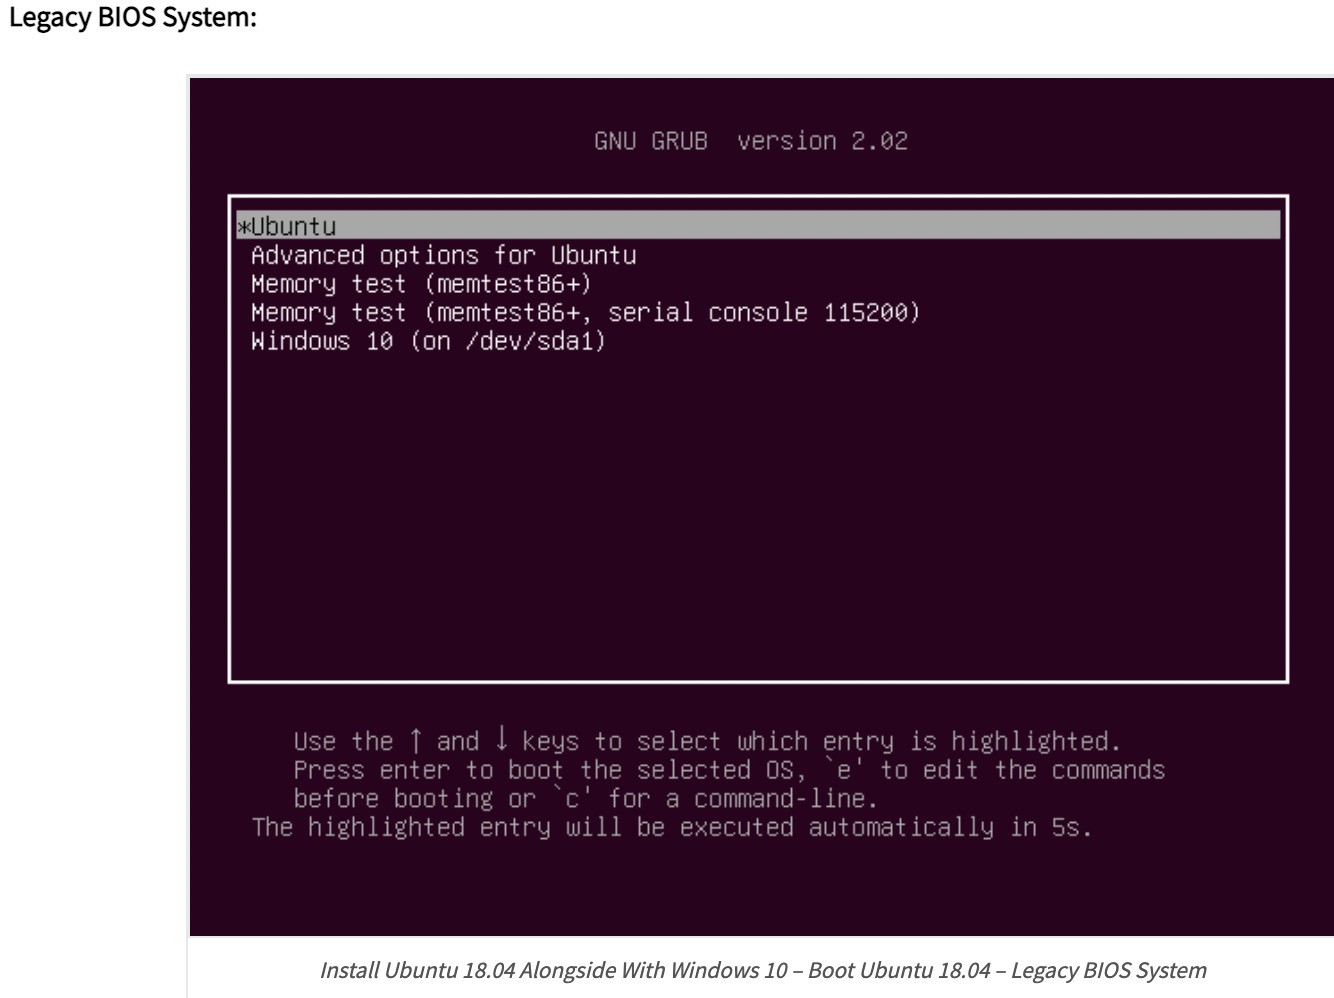 Legacy BIOS System:
GNU GRUB  version 2.02
*Ubuntu
Advanced options for Ubuntu
Memory test (memtest86+)
Memory test (memtest86+, serial console 115200)
Windows 10 (on /dev/sda1)
Use the ↑ and ↓ keys to select which entry is highlighted.
Press enter to boot the selected OS, `e' to edit the commands
before booting or `c' for a command-line.
The highlighted entry will be executed automatically in 5s.
Install Ubuntu 18.04 Alongside With Windows 10 – Boot Ubuntu 18.04 – Legacy BIOS System